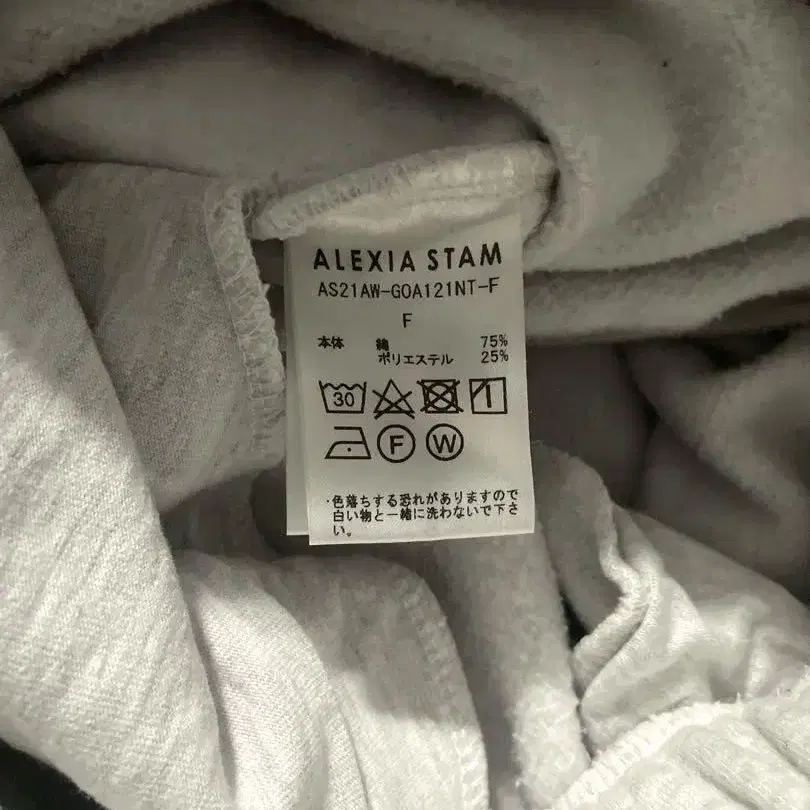 ALEXIA STAM
AS21AW-GOA121NT-F
F
本体 綿 75%
ポリエステル 25%
30
F W
・色落ちする恐れがありますので
白い物と一緒に洗わないで下さ
い。